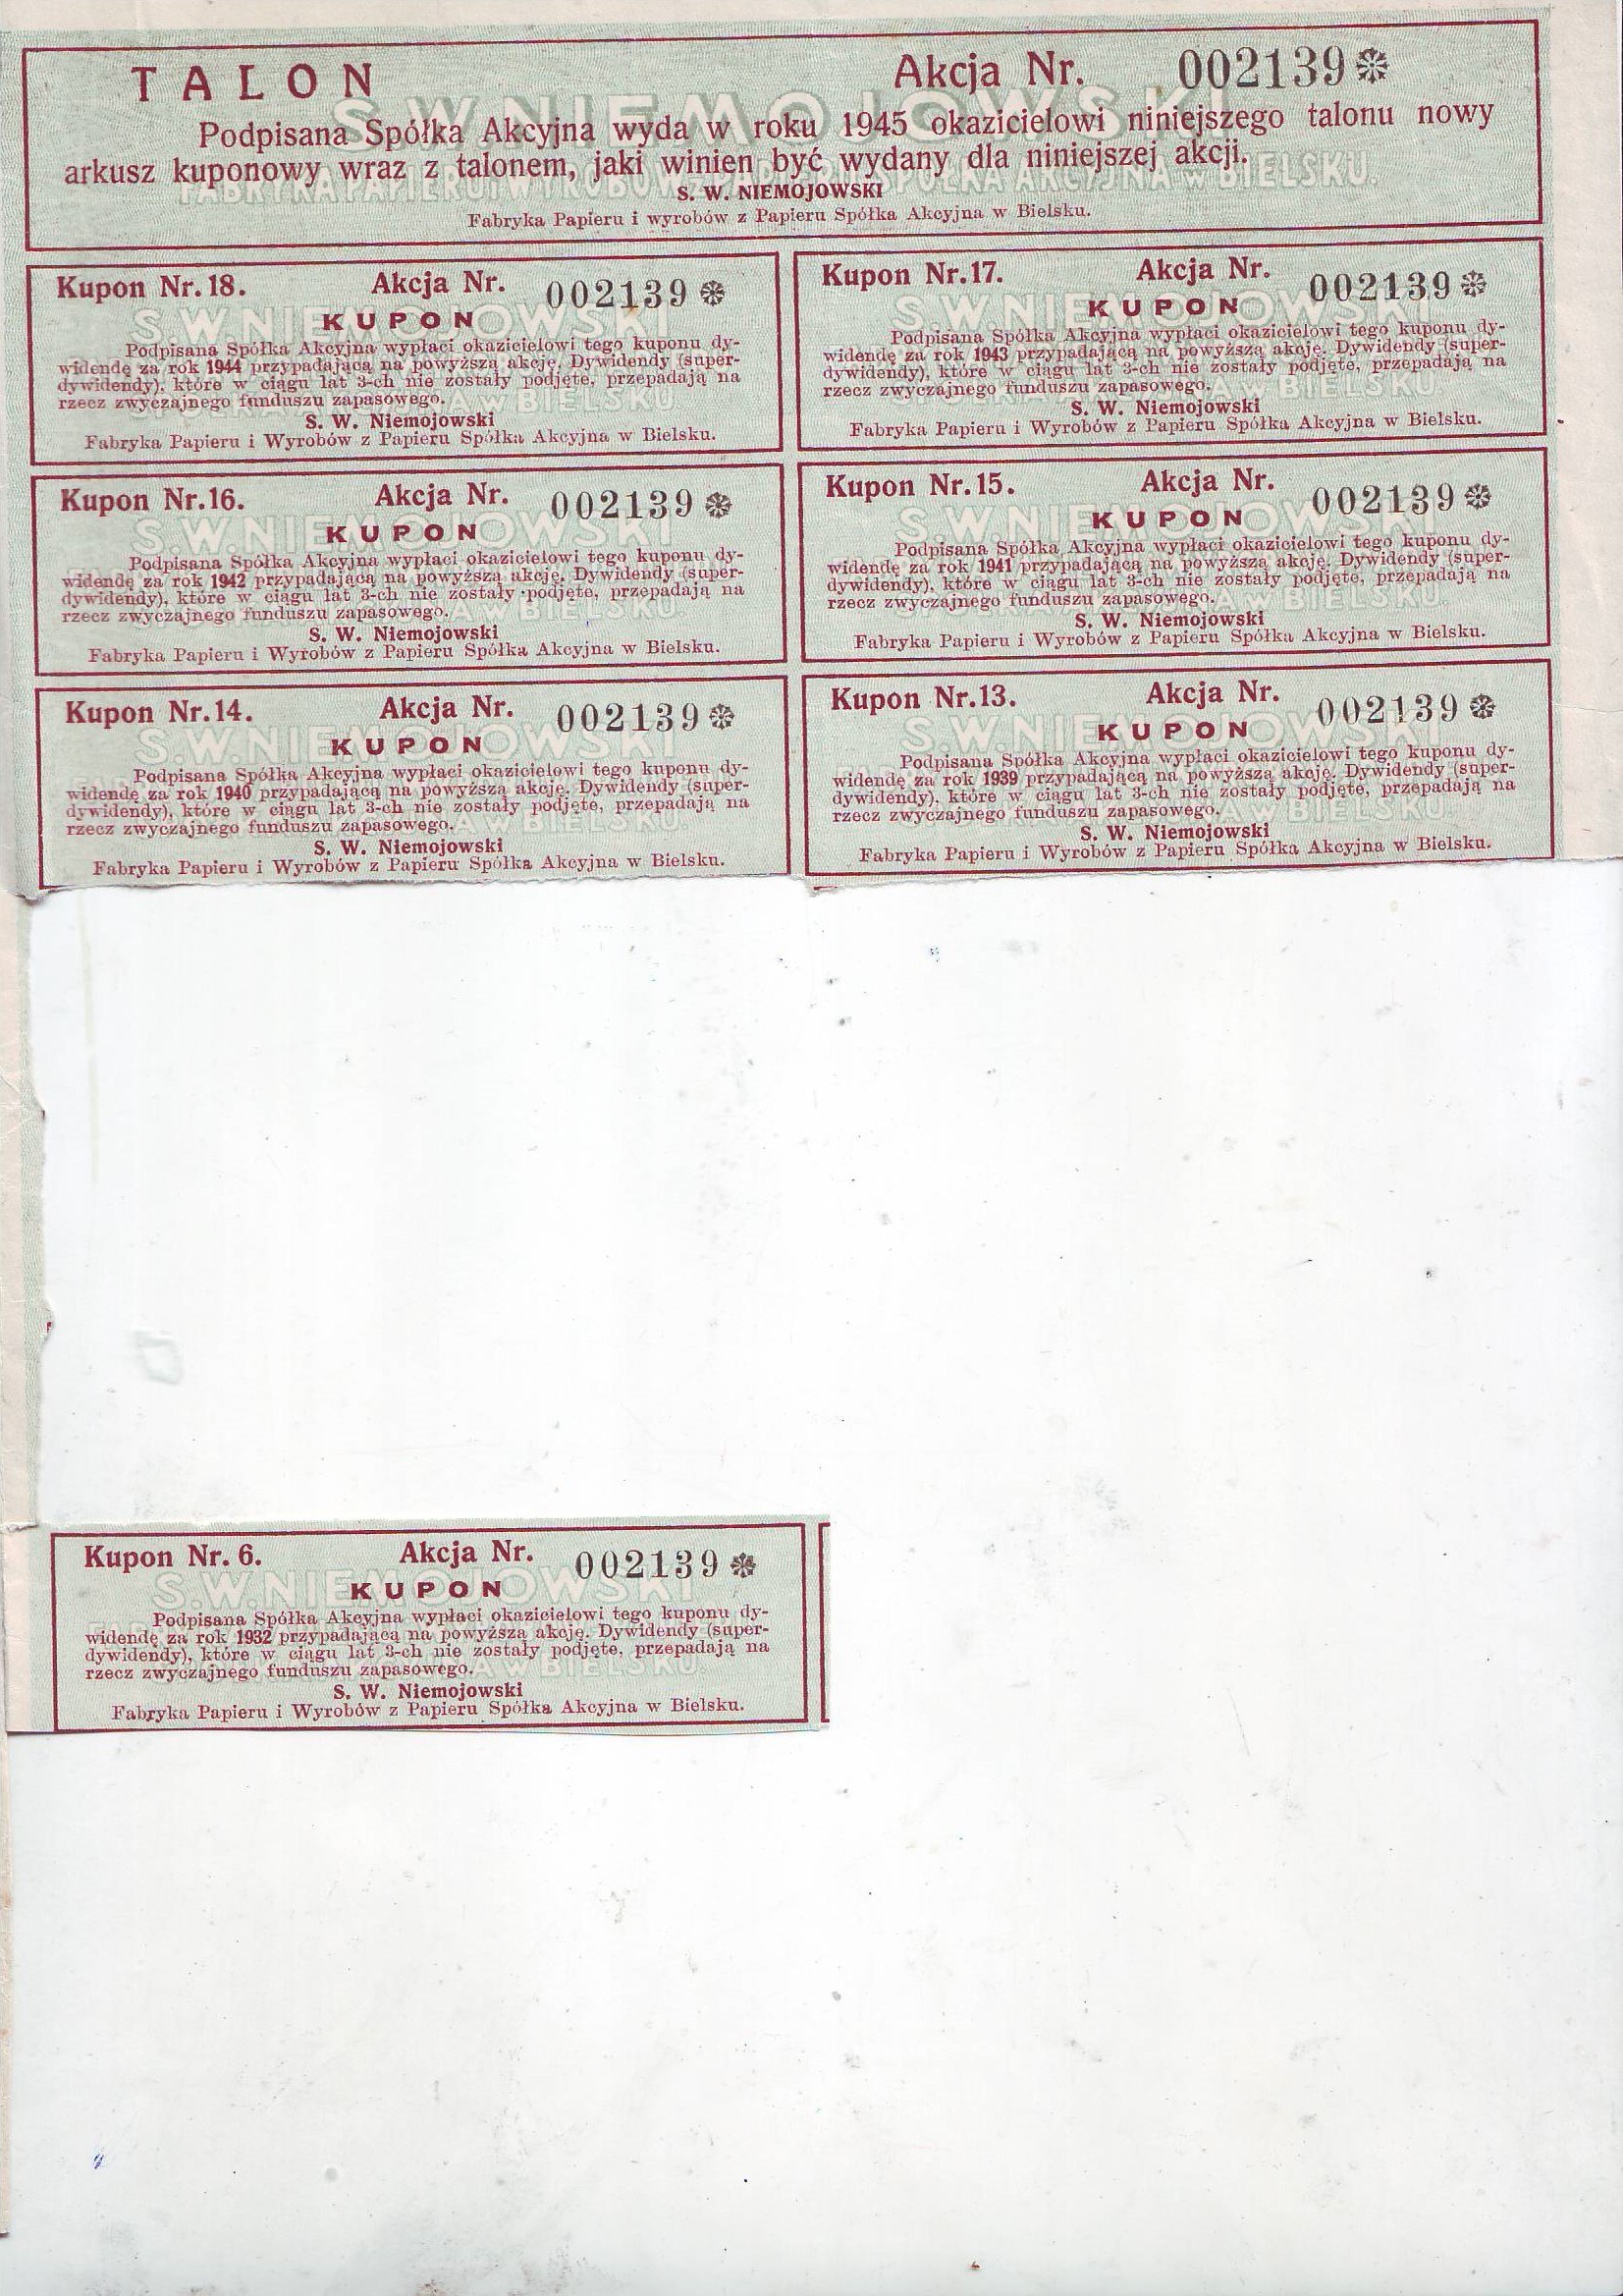 TALON Akcja Nr. 002139
Podpisana Spółka Akcyjna wyda w roku 1945 okazicielowi niniejszego talonu nowy
arkusz kuponowy wraz z talonem, jaki winien być wydany dla niniejszej akcji.
S. W. NIEMOJOWSKI
Fabryka Papieru i wyrobów z Papieru Spółka Akcyjna w Bielsku.
Kupon Nr. 18. Akcja Nr. 002139
KUPON
Podpisana Spółka Akcyjna wypłaci okazicielowi tego kuponu dy-
widendę za rok 1944 przypadającą na powyższą akcję. Dywidendy (super-
dywidendy), które w ciągu lat 3-ch nie zostały podjęte, przepadają na
rzecz zwyczajnego funduszu zapasowego.
S. W. Niemojowski
Fabryka Papieru i Wyrobów z Papieru Spółka Akcyjna w Bielsku.
Kupon Nr. 17. Akcja Nr. 002139
KUPON
Podpisana Spółka Akcyjna wypłaci okazicielowi tego kuponu dy-
widendę za rok 1943 przypadającą na powyższą akcję. Dywidendy (super-
dywidendy), które w ciągu lat 3-ch nie zostały podjęte, przepadają na
rzecz zwyczajnego funduszu zapasowego.
S. W. Niemojowski
Fabryka Papieru i Wyrobów z Papieru Spółka Akcyjna w Bielsku.
Kupon Nr. 16. Akcja Nr. 002139
KUPON
Podpisana Spółka Akcyjna wypłaci okazicielowi tego kuponu dy-
widendę za rok 1942 przypadającą na powyższą akcję. Dywidendy (super-
dywidendy), które w ciągu lat 3-ch nie zostały podjęte, przepadają na
rzecz zwyczajnego funduszu zapasowego.
S. W. Niemojowski
Fabryka Papieru i Wyrobów z Papieru Spółka Akcyjna w Bielsku.
Kupon Nr. 15. Akcja Nr. 002139
KUPON
Podpisana Spółka Akcyjna wypłaci okazicielowi tego kuponu dy-
widendę za rok 1941 przypadającą na powyższą akcję. Dywidendy (super-
dywidendy), które w ciągu lat 3-ch nie zostały podjęte, przepadają na
rzecz zwyczajnego funduszu zapasowego.
S. W. Niemojowski
Fabryka Papieru i Wyrobów z Papieru Spółka Akcyjna w Bielsku.
Kupon Nr. 14. Akcja Nr. 002139
KUPON
Podpisana Spółka Akcyjna wypłaci okazicielowi tego kuponu dy-
widendę za rok 1940 przypadającą na powyższą akcję. Dywidendy (super-
dywidendy), które w ciągu lat 3-ch nie zostały podjęte, przepadają na
rzecz zwyczajnego funduszu zapasowego.
S. W. Niemojowski
Fabryka Papieru i Wyrobów z Papieru Spółka Akcyjna w Bielsku.
Kupon Nr. 13. Akcja Nr. 002139
KUPON
Podpisana Spółka Akcyjna wypłaci okazicielowi tego kuponu dy-
widendę za rok 1939 przypadającą na powyższą akcję. Dywidendy (super-
dywidendy), które w ciągu lat 3-ch nie zostały podjęte, przepadają na
rzecz zwyczajnego funduszu zapasowego.
S. W. Niemojowski
Fabryka Papieru i Wyrobów z Papieru Spółka Akcyjna w Bielsku.
Kupon Nr. 6. Akcja Nr. 002139
KUPON
Podpisana Spółka Akcyjna wypłaci okazicielowi tego kuponu dy-
widendę za rok 1932 przypadającą na powyższą akcję. Dywidendy (super-
dywidendy), które w ciągu lat 3-ch nie zostały podjęte, przepadają na
rzecz zwyczajnego funduszu zapasowego.
S. W. Niemojowski
Fabryka Papieru i Wyrobów z Papieru Spółka Akcyjna w Bielsku.